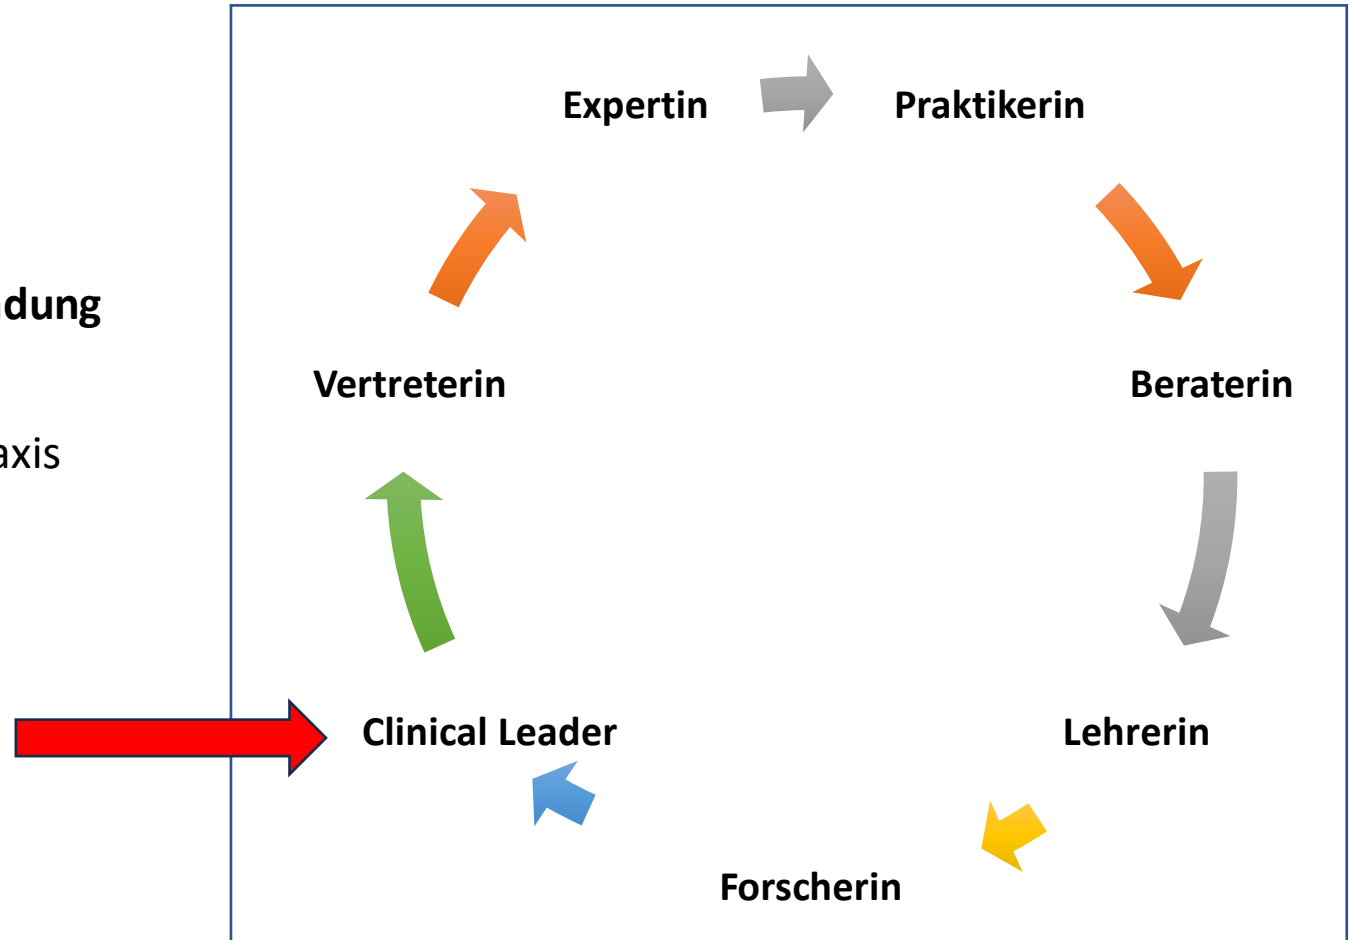 Expertin
Praktikerin
dung
Vertreterin
Beraterin
axis
Clinical Leader
Lehrerin
Forscherin